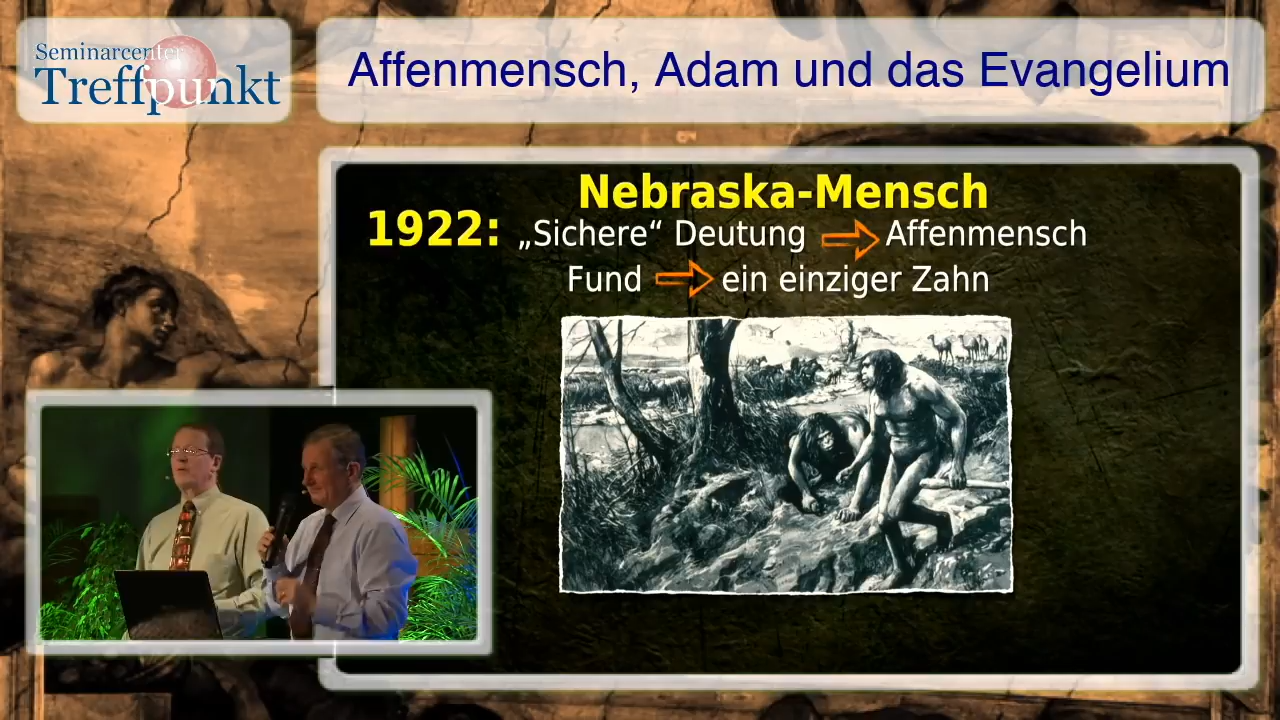 Seminarcenter
Treffpunkt
Affenmensch, Adam und das Evangelium
Nebraska-Mensch
1922: „Sichere“ Deutung Affenmensch
Fund ein einziger Zahn